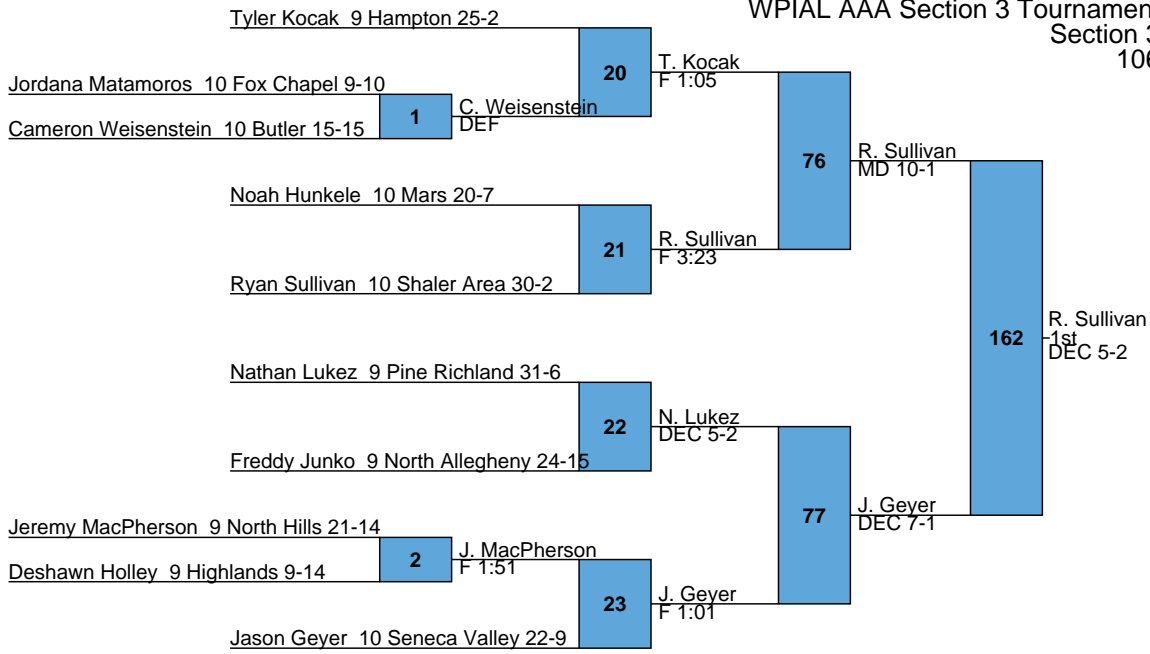 WPIAL AAA Section 3 Tournamen
Section 3
106
Tyler Kocak 9 Hampton 25-2
20
T. Kocak
F 1:05
Jordana Matamoros 10 Fox Chapel 9-10
1
C. Weisenstein
DEF
Cameron Weisenstein 10 Butler 15-15
76
R. Sullivan
MD 10-1
Noah Hunkele 10 Mars 20-7
21
R. Sullivan
F 3:23
Ryan Sullivan 10 Shaler Area 30-2
162
R. Sullivan
1st
DEC 5-2
Nathan Lukez 9 Pine Richland 31-6
22
N. Lukez
DEC 5-2
Freddy Junko 9 North Allegheny 24-15
77
J. Geyer
DEC 7-1
Jeremy MacPherson 9 North Hills 21-14
2
J. MacPherson
F 1:51
Deshawn Holley 9 Highlands 9-14
23
J. Geyer
F 1:01
Jason Geyer 10 Seneca Valley 22-9